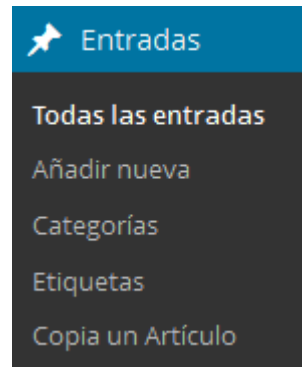 Entradas
Todas las entradas
Añadir nueva
Categorías
Etiquetas
Copia un Artículo